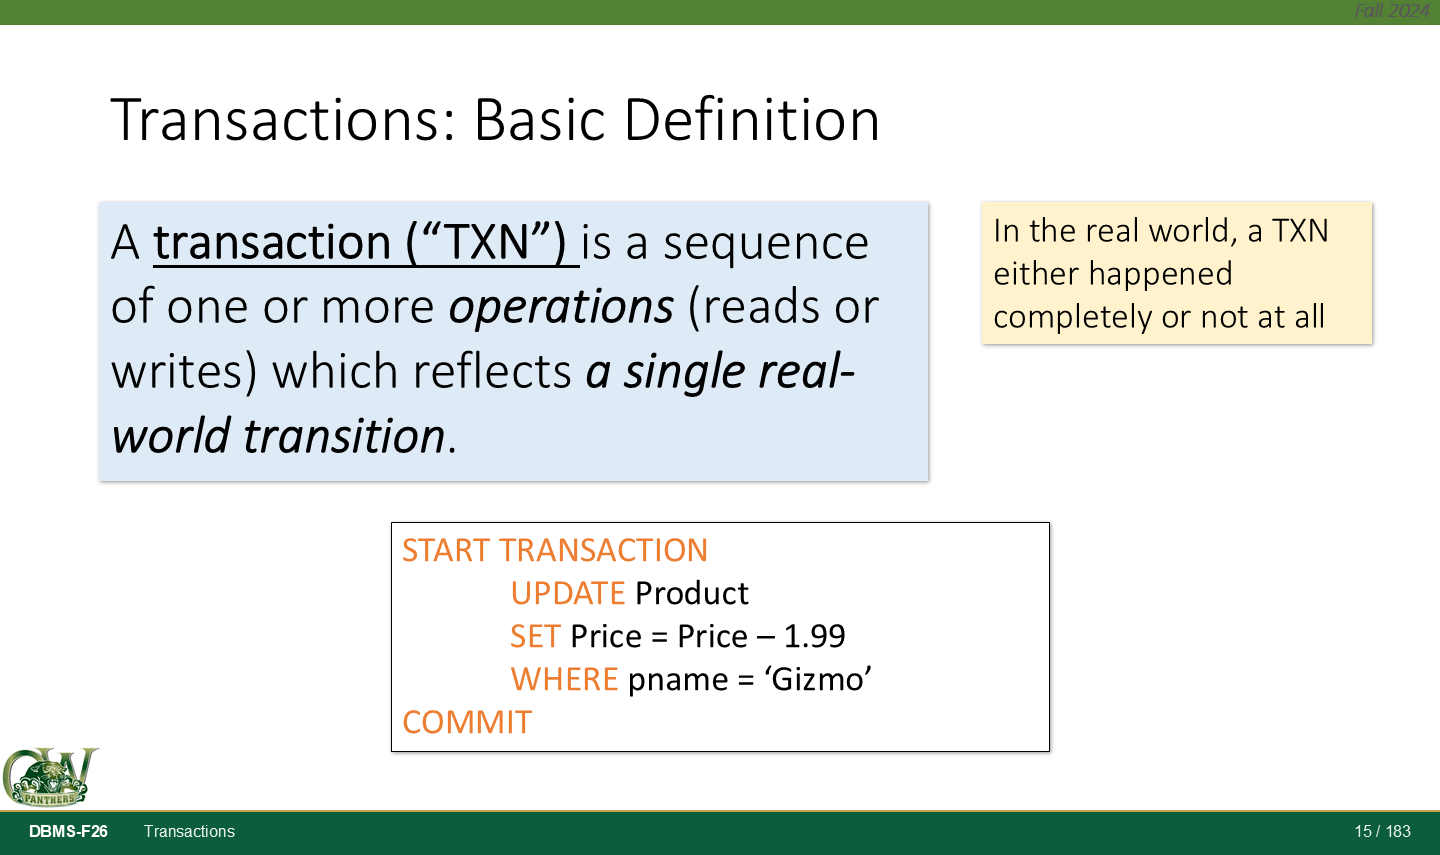 Fall 2024
Transactions: Basic Definition
A transaction (“TXN”) is a sequence
of one or more operations (reads or
writes) which reflects a single real-
world transition.
In the real world, a TXN
either happened
completely or not at all
START TRANSACTION
UPDATE Product
SET Price = Price – 1.99
WHERE pname = ‘Gizmo’
COMMIT
OW
PANTHERS
DBMS-F26 Transactions 15 / 183